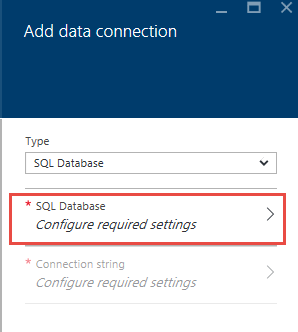 Add data connection
Type
SQL Database
* SQL Database
Configure required settings
* Connection string
Configure required settings